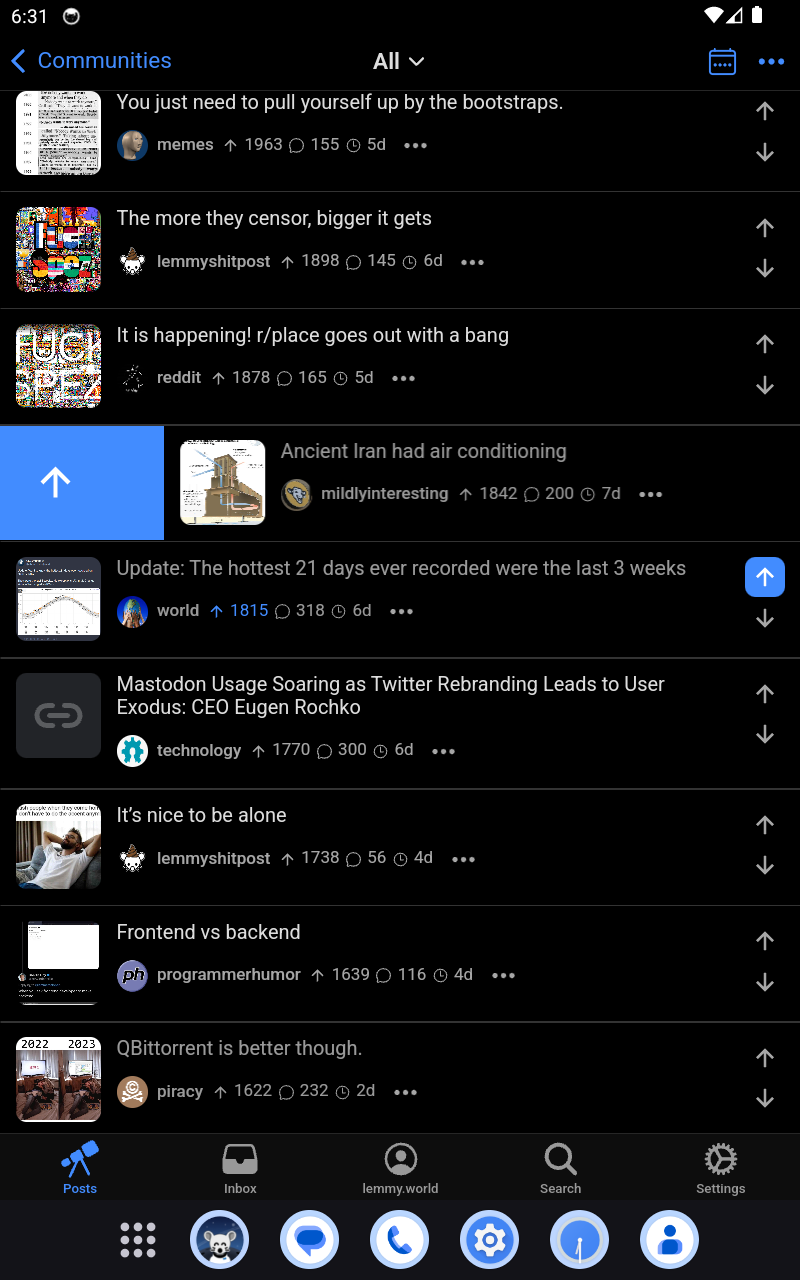 6:31
Communities
All
You just need to pull yourself up by the bootstraps.
memes 1963 155 5d
The more they censor, bigger it gets
lemmyshitpost 1898 145 6d
It is happening! r/place goes out with a bang
FUCK
SPEZ
reddit 1878 165 5d
Ancient Iran had air conditioning
mildlyinteresting 1842 200 7d
Update: The hottest 21 days ever recorded were the last 3 weeks
world 1815 318 6d
Mastodon Usage Soaring as Twitter Rebranding Leads to User
Exodus: CEO Eugen Rochko
technology 1770 300 6d
It’s nice to be alone
lemmyshitpost 1738 56 4d
Frontend vs backend
ph programmerhumor 1639 116 4d
2022 2023
QBittorrent is better though.
piracy 1622 232 2d
Posts
Inbox
lemmy.world
Search
Settings